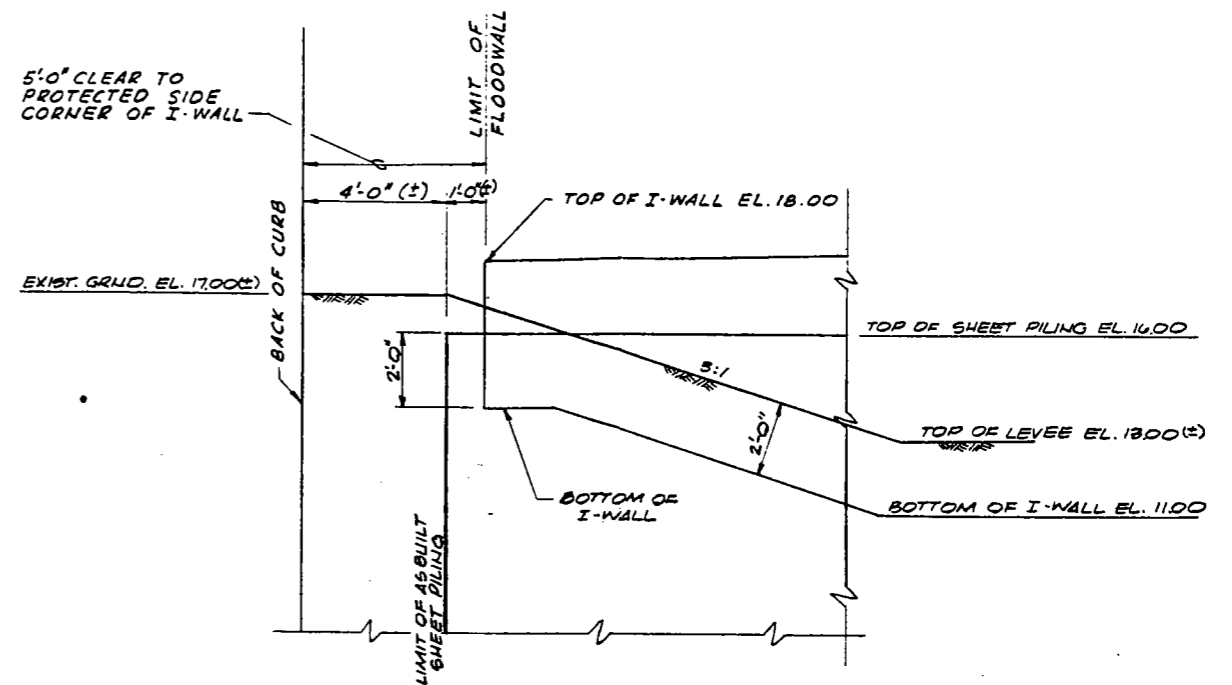 5'-0" CLEAR TO
PROTECTED SIDE
CORNER OF I-WALL
LIMIT OF
FLOODWALL
4'-0" (±)
1'-0"(±)
TOP OF I-WALL EL. 18.00
EXIST. GRND. EL. 17.00(±)
BACK OF CURB
TOP OF SHEET PILING EL. 16.00
2'-0"
3:1
TOP OF LEVEE EL. 13.00(±)
2'-0"
BOTTOM OF
I-WALL
BOTTOM OF I-WALL EL. 11.00
LIMIT OF AS BUILT
SHEET PILING